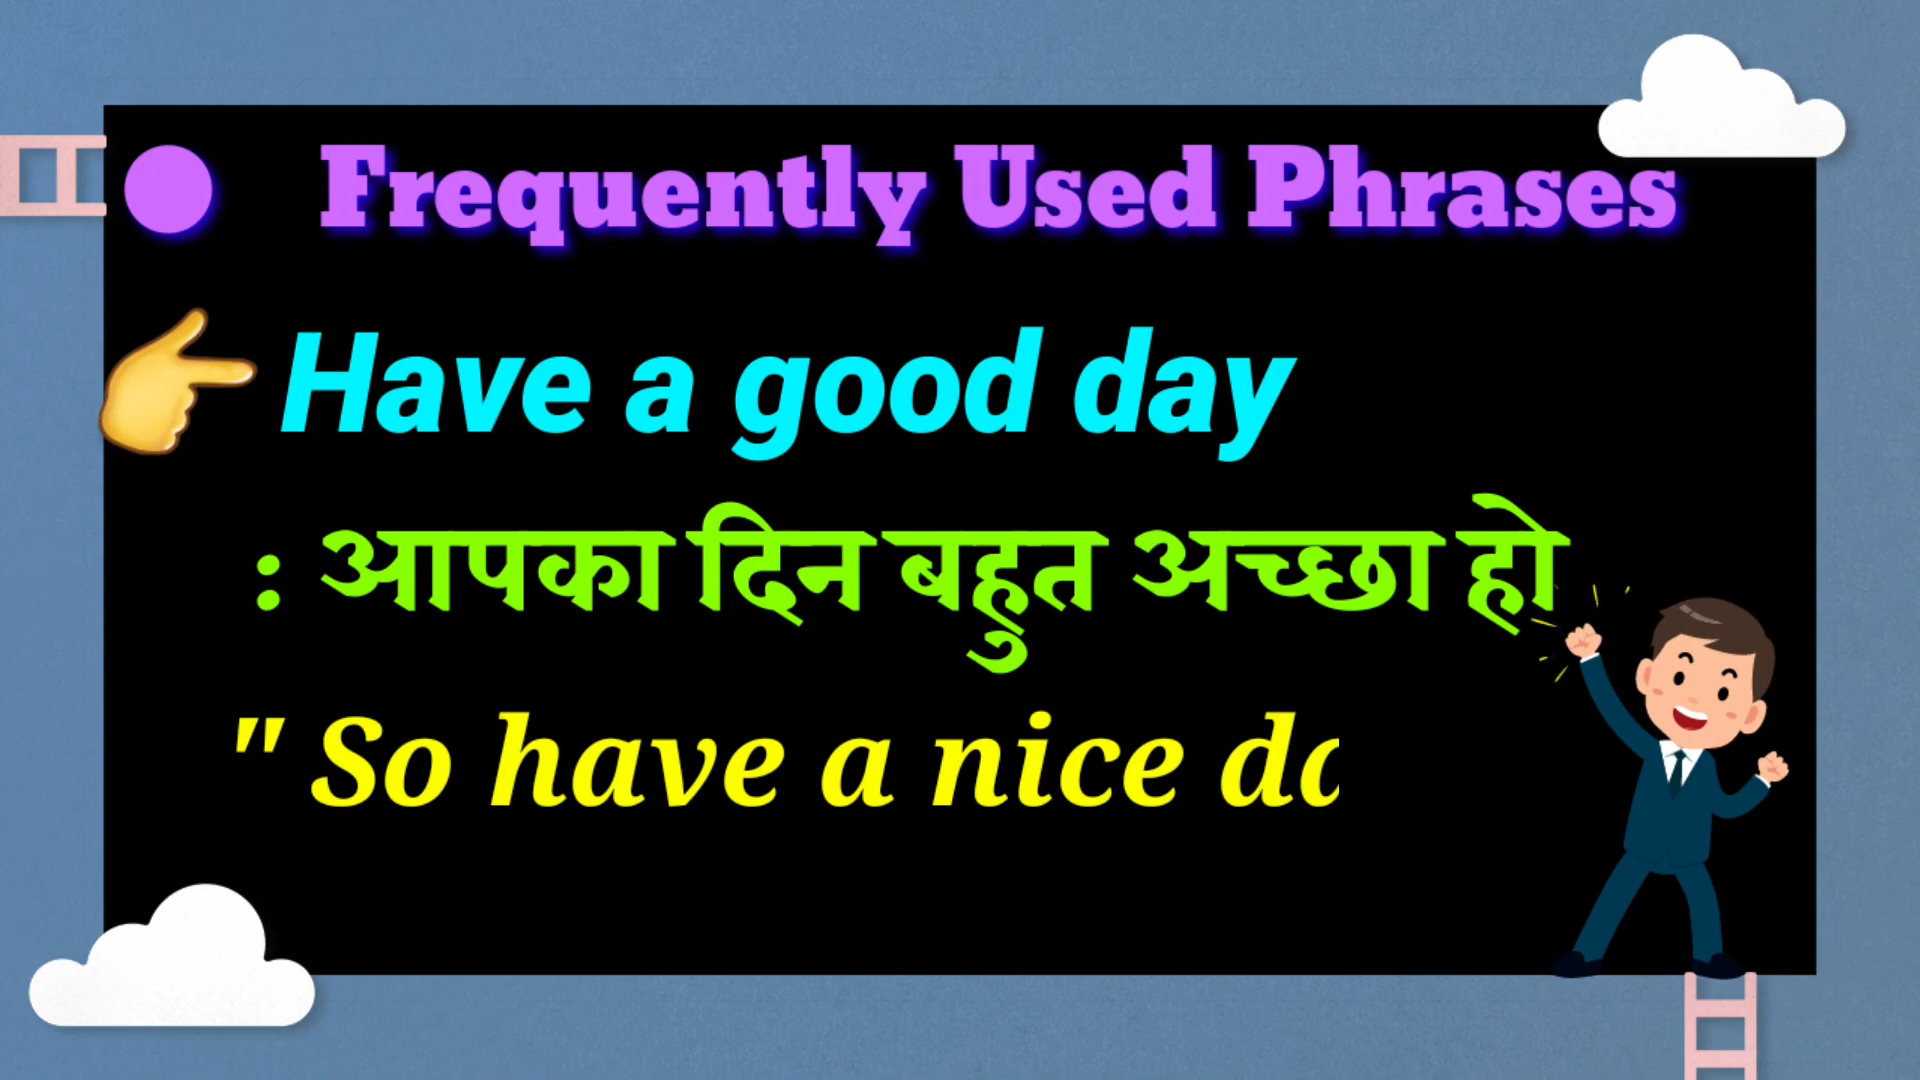 Frequently Used Phrases
Have a good day
: आपका दिन बहुत अच्छा हो
" So have a nice